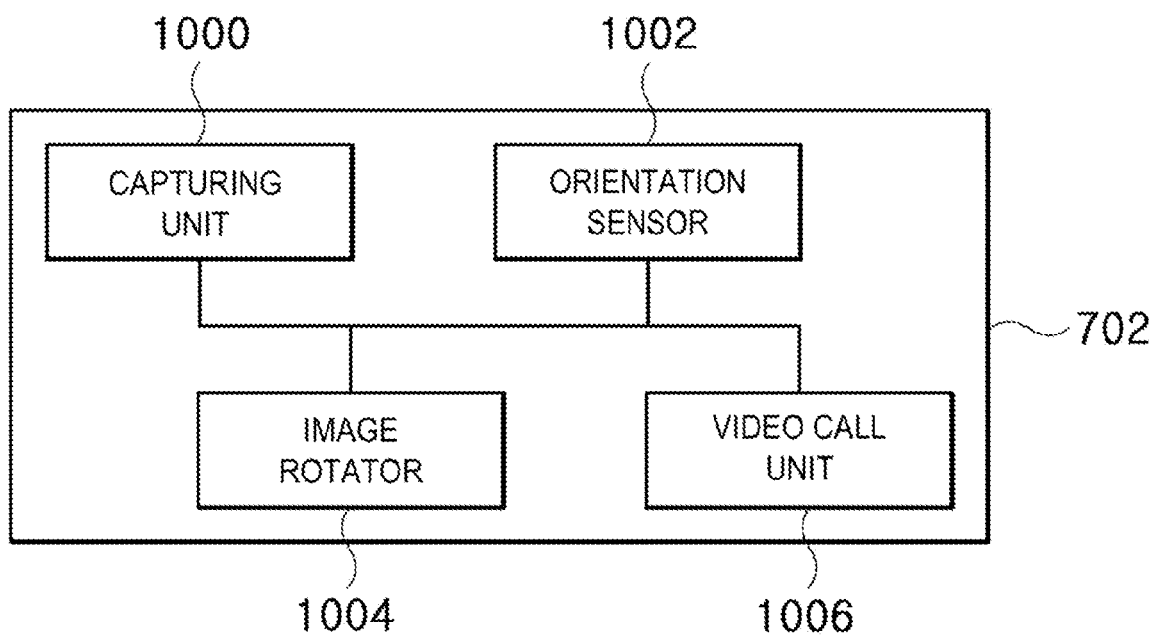 1000
1002
CAPTURING
UNIT
ORIENTATION
SENSOR
702
IMAGE
ROTATOR
VIDEO CALL
UNIT
1004
1006